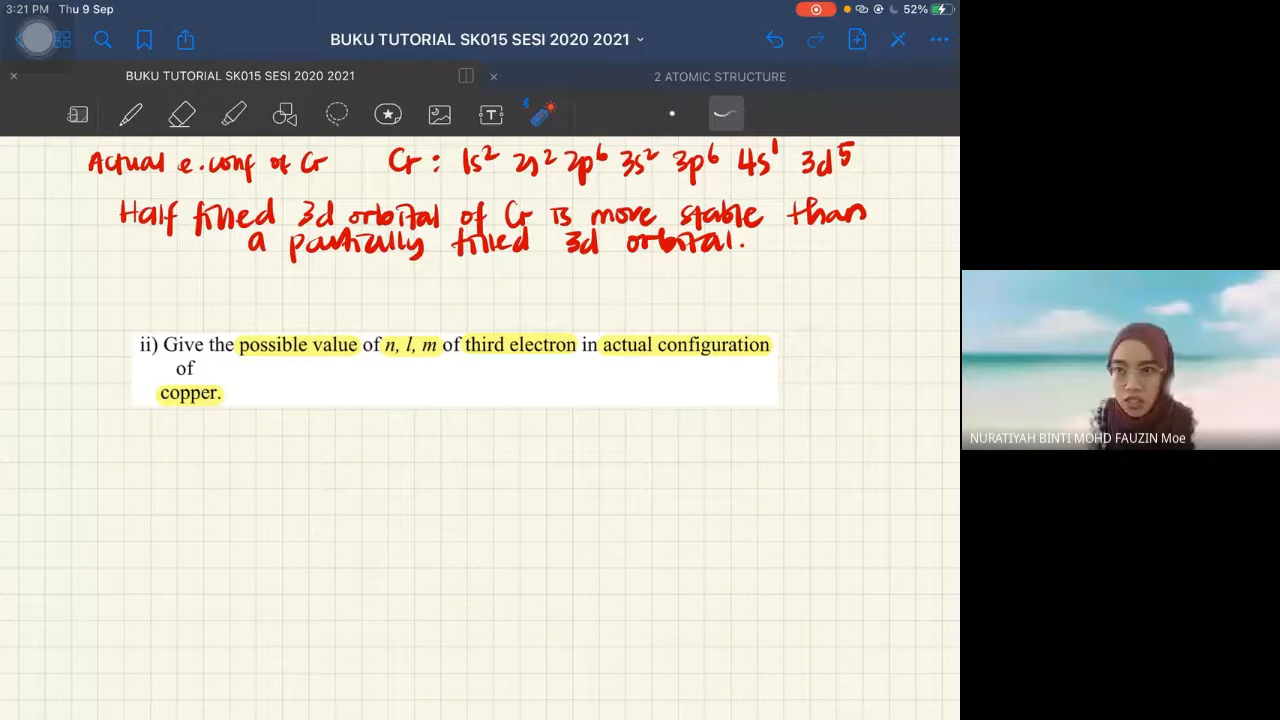 3:21 PM Thu 9 Sep
52%
BUKU TUTORIAL SK015 SESI 2020 2021
BUKU TUTORIAL SK015 SESI 2020 2021
2 ATOMIC STRUCTURE
Actual e.conf of Cr Cr : 1s² 2s² 2p⁶ 3s² 3p⁶ 4s¹ 3d⁵
Half filled 3d orbital of Cr is more stable than
a partially filled 3d orbital.
ii) Give the possible value of n, l, m of third electron in actual configuration
of
copper.
NURATIYAH BINTI MOHD FAUZIN Moe